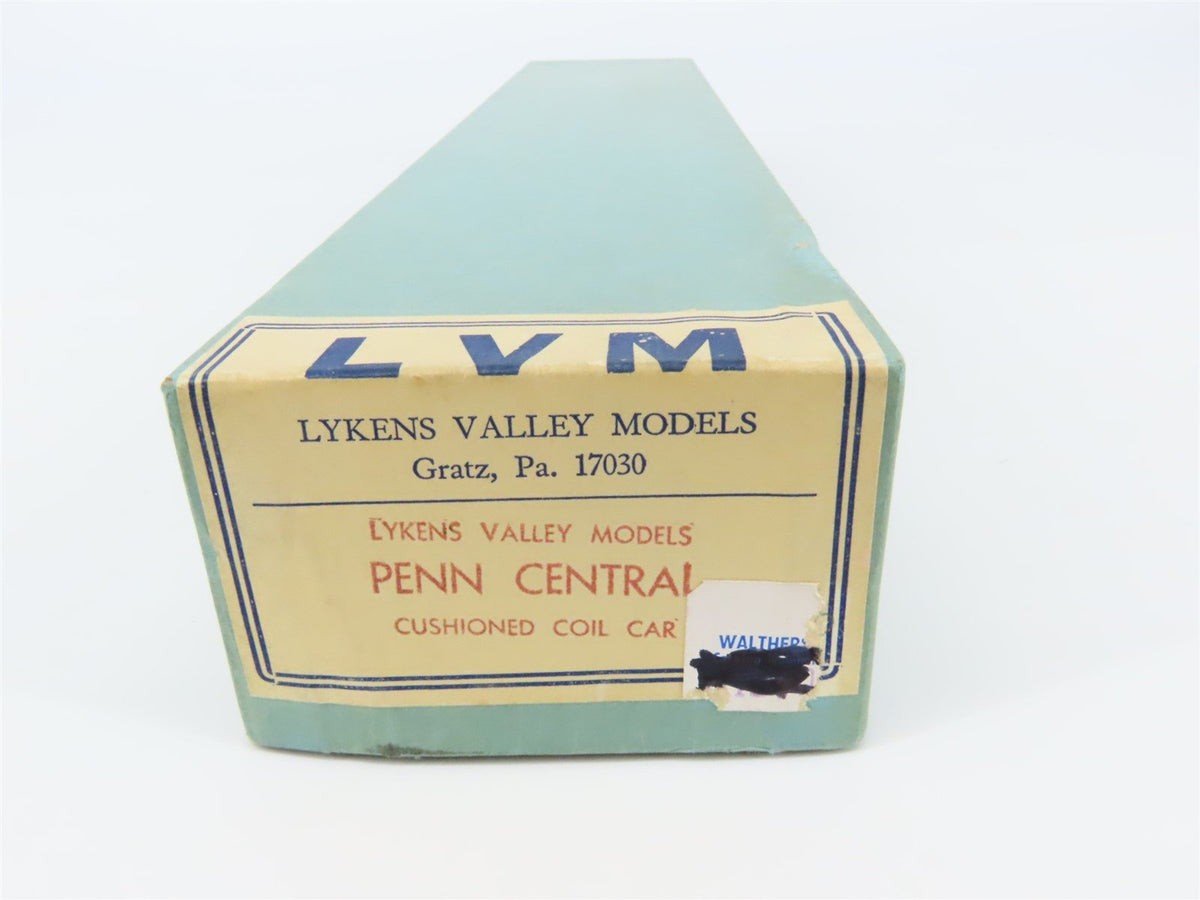 LVM
LYKENS VALLEY MODELS
Gratz, Pa. 17030
LYKENS VALLEY MODELS
PENN CENTRAL
CUSHIONED COIL CAR
WALTHERS